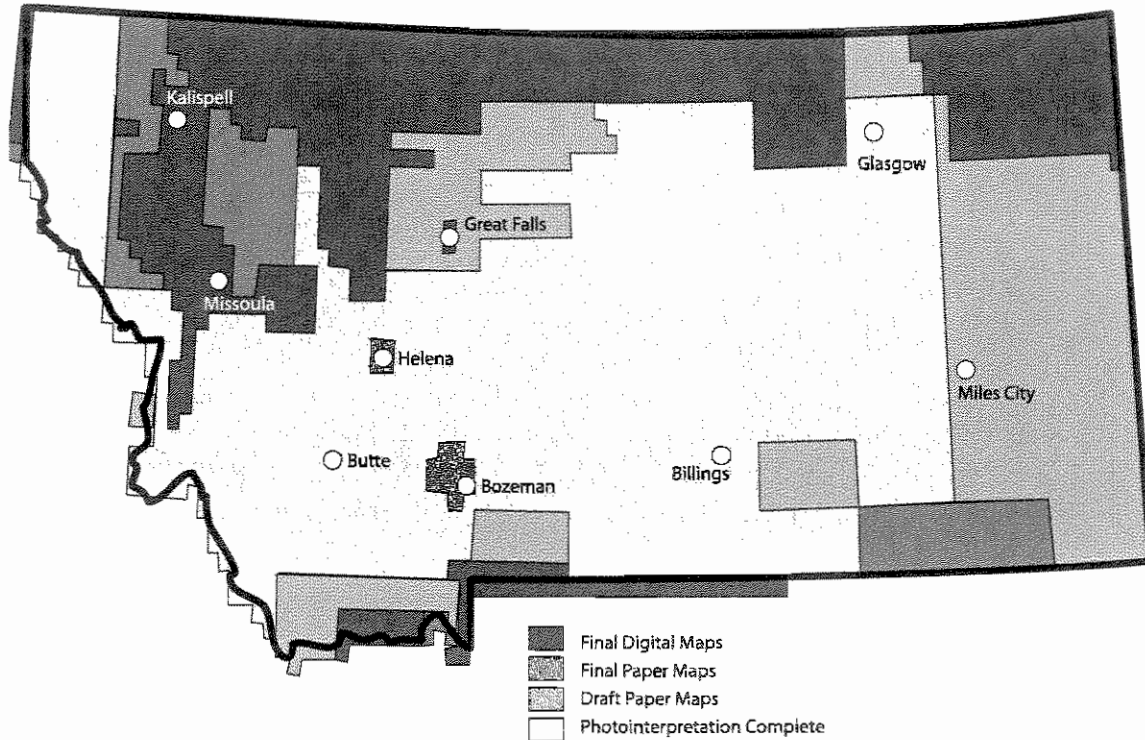 Kalispell
Glasgow
Great Falls
Missoula
Helena
Miles City
Butte
Billings
Bozeman
Final Digital Maps
Final Paper Maps
Draft Paper Maps
Photointerpretation Complete